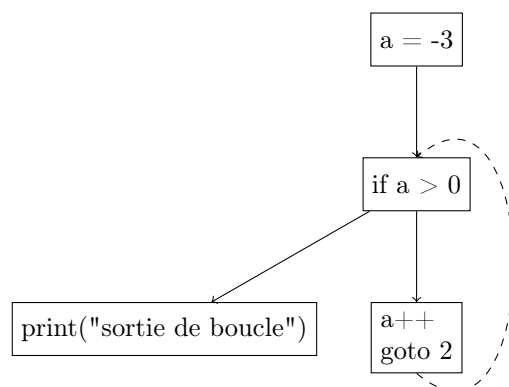 a = -3
if a > 0
print("sortie de boucle")
a++
goto 2